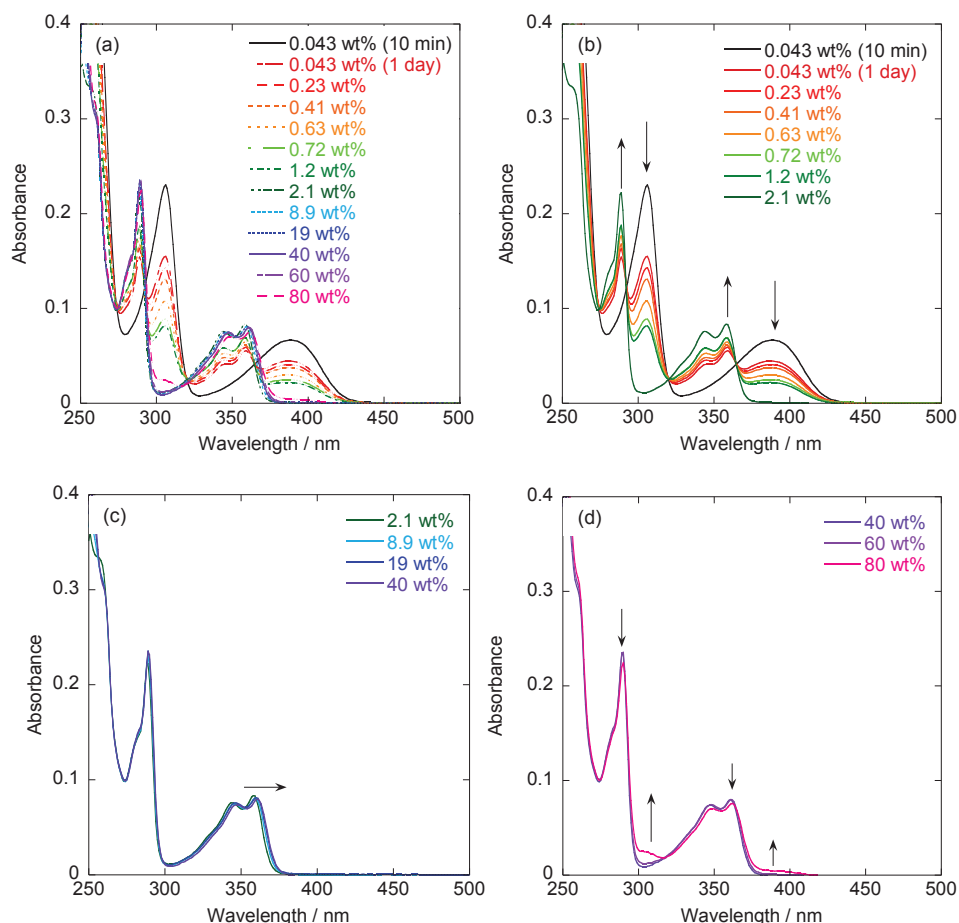 (a)
0.4
0.3
0.2
0.1
0
Absorbance
250 300 350 400 450 500
Wavelength / nm
0.043 wt% (10 min)
0.043 wt% (1 day)
0.23 wt%
0.41 wt%
0.63 wt%
0.72 wt%
1.2 wt%
2.1 wt%
8.9 wt%
19 wt%
40 wt%
60 wt%
80 wt%
(b)
0.4
0.3
0.2
0.1
0
Absorbance
250 300 350 400 450 500
Wavelength / nm
0.043 wt% (10 min)
0.043 wt% (1 day)
0.23 wt%
0.41 wt%
0.63 wt%
0.72 wt%
1.2 wt%
2.1 wt%
(c)
0.4
0.3
0.2
0.1
0
Absorbance
250 300 350 400 450 500
Wavelength / nm
2.1 wt%
8.9 wt%
19 wt%
40 wt%
(d)
0.4
0.3
0.2
0.1
0
Absorbance
250 300 350 400 450 500
Wavelength / nm
40 wt%
60 wt%
80 wt%